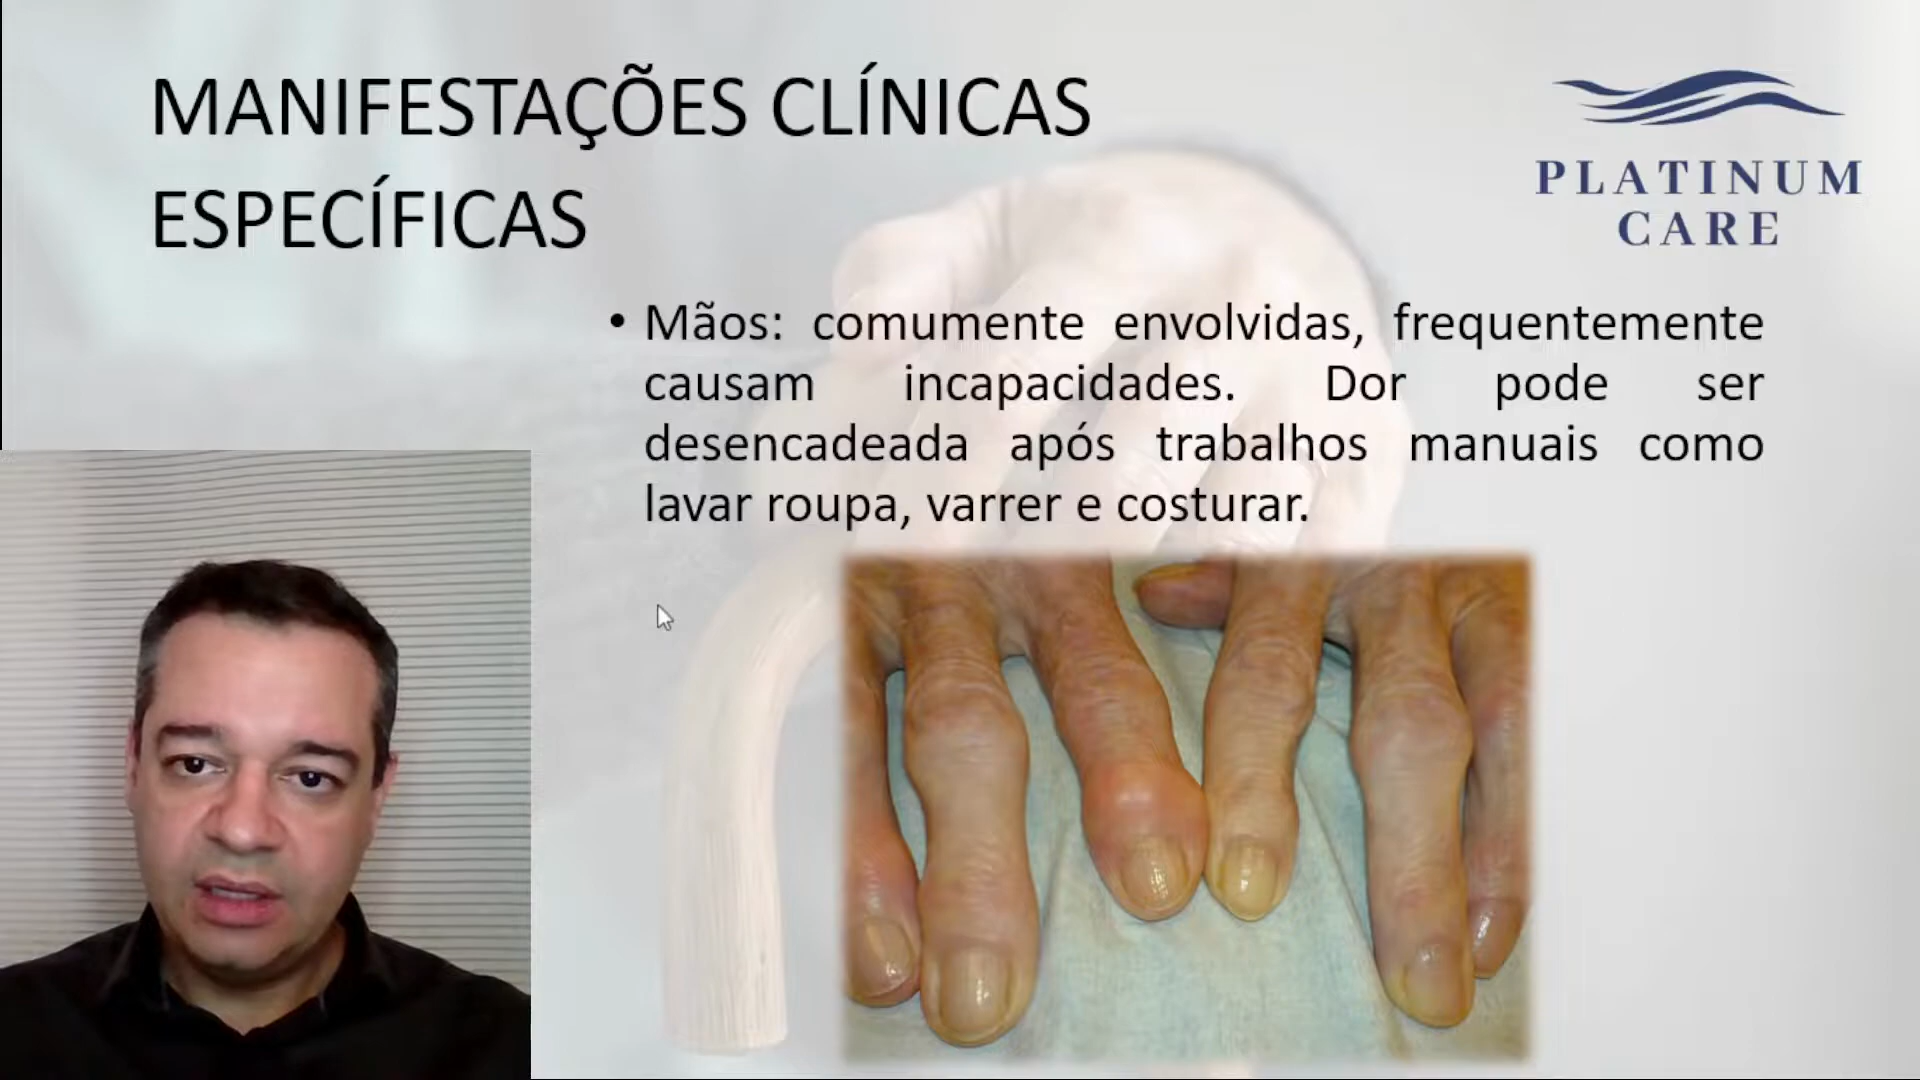 MANIFESTAÇÕES CLÍNICAS
ESPECÍFICAS
PLATINUM
CARE
• Mãos: comumente envolvidas, frequentemente
causam incapacidades. Dor pode ser
desencadeada após trabalhos manuais como
lavar roupa, varrer e costurar.